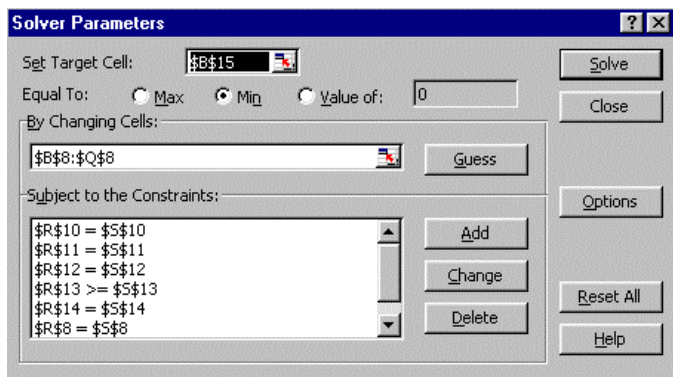 Solver Parameters
Set Target Cell: $B$15 Solve
Equal To: Max Min Value of: 0 Close
By Changing Cells:
$B$8:$Q$8 Guess
Subject to the Constraints: Options
$R$10 = $S$10 Add
$R$11 = $S$11
$R$12 = $S$12 Change
$R$13 >= $S$13 Reset All
$R$14 = $S$14 Delete
$R$8 = $S$8 Help